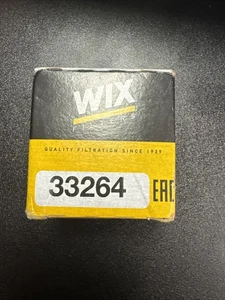 WIX
QUALITY FILTRATION SINCE 1939
33264
EAC